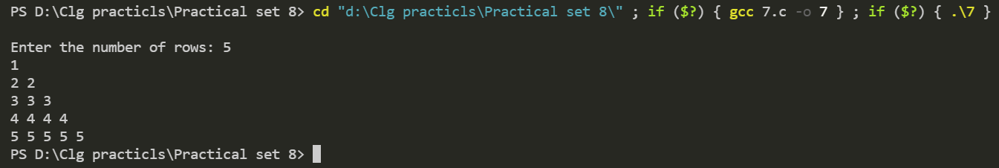 PS D:\Clg practicls\Practical set 8> cd "d:\Clg practicls\Practical set 8\" ; if ($?) { gcc 7.c -o 7 } ; if ($?) { .\7 }
Enter the number of rows: 5
1
2 2
3 3 3
4 4 4 4
5 5 5 5 5
PS D:\Clg practicls\Practical set 8>